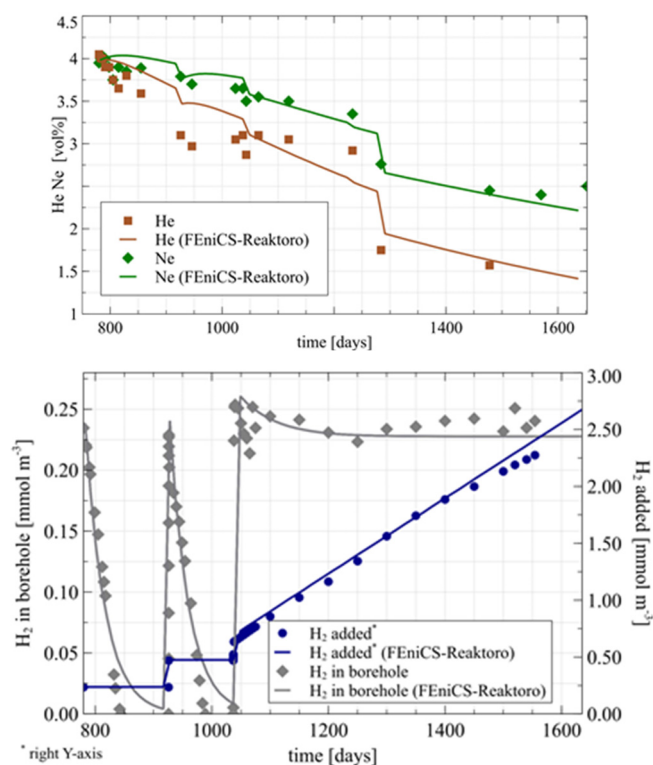 4.5
4
3.5
3
2.5
2
1.5
1
He Ne [vol%]
He
He (FEniCS-Reaktoro)
Ne
Ne (FEniCS-Reaktoro)
800 1000 1200 1400 1600
time [days]
0.25
0.20
0.15
0.10
0.05
0.00
H₂ in borehole [mmol m⁻³]
3.00
2.50
2.00
1.50
1.00
0.50
0.00
H₂ added [mmol m⁻³]
H₂ added*
H₂ added* (FEniCS-Reaktoro)
H₂ in borehole
H₂ in borehole (FEniCS-Reaktoro)
800 1000 1200 1400 1600
time [days]
* right Y-axis